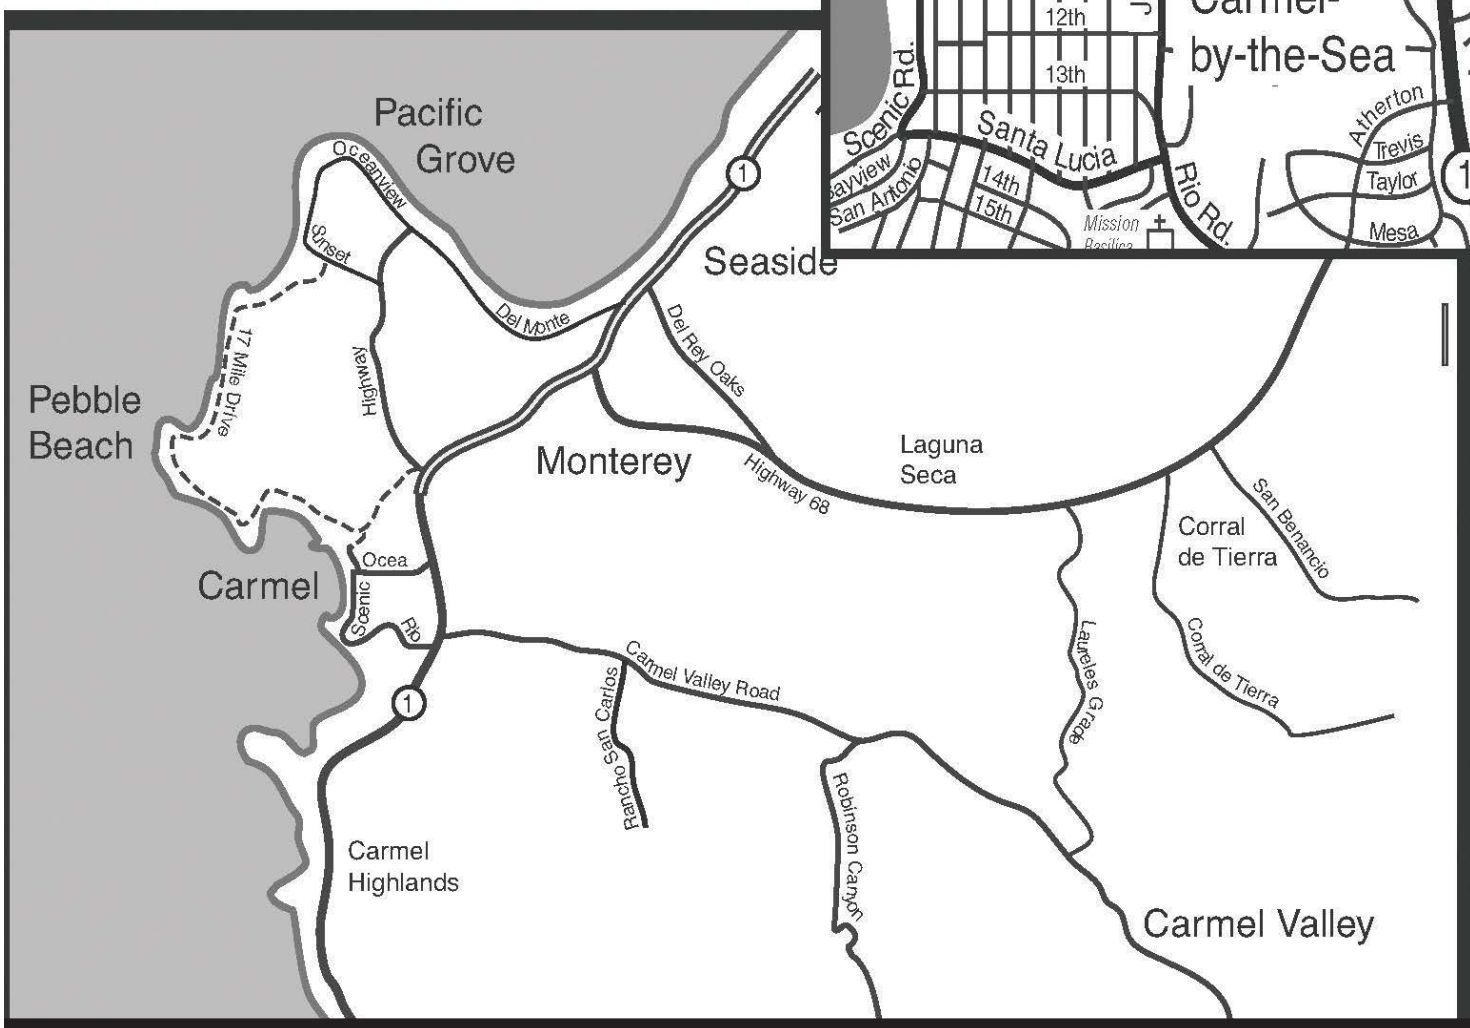 Carmel-
by-the-Sea
12th
13th
Scenic Rd.
Santa Lucia
14th
15th
San Antonio
Mission
Basilica
Rio Rd.
Atherton
Trevis
Taylor
Mesa
1
Pacific
Grove
Oceanview
1
Sunset
Seaside
Del Monte
Del Rey Oaks
17 Mile Drive
Highway
Pebble
Beach
Monterey
Highway 68
Laguna
Seca
San Benancio
Corral
de Tierra
Carmel
Ocea
Scenic
Rio
Carmel Valley Road
Laureles Grade
Corral de Tierra
1
Rancho San Carlos
Robinson Canyon
Carmel
Highlands
Carmel Valley